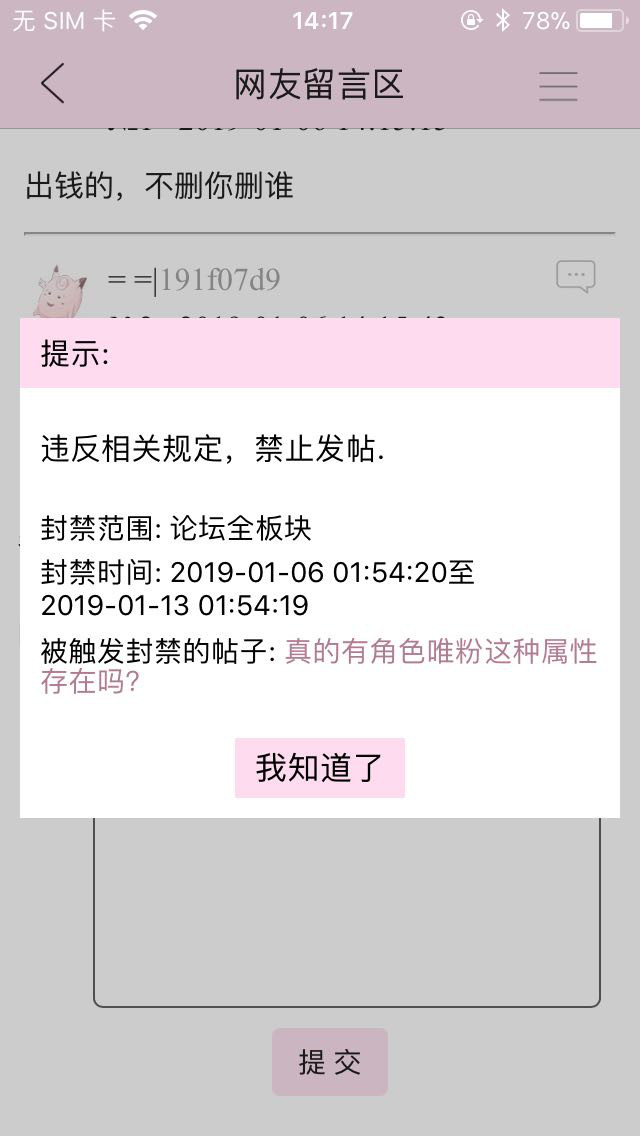 无 SIM 卡 14:17 78%
网友留言区
出钱的，不删你删谁
= =|191f07d9
提示:
违反相关规定，禁止发帖.
封禁范围: 论坛全板块
封禁时间: 2019-01-06 01:54:20至
2019-01-13 01:54:19
被触发封禁的帖子: 真的有角色唯粉这种属性
存在吗?
我知道了
提 交